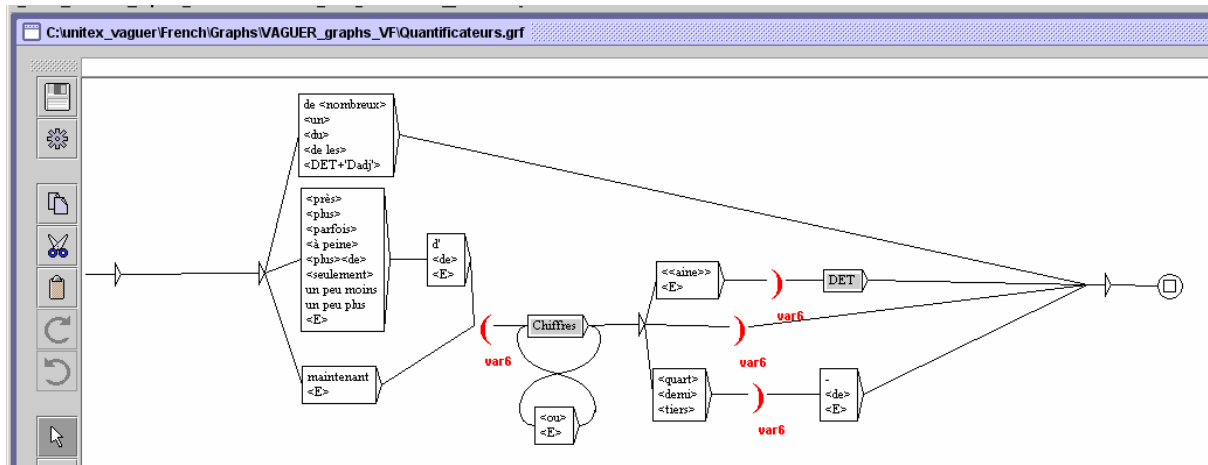 C:\unitex_vaguer\French\Graphs\VAGUER_graphs_VF\Quantificateurs.grf
de <nombreux>
<un>
<du>
<de les>
<DET+'Dadj'>
<près>
<plus>
<parfois>
<à peine>
<plus><de>
<seulement>
un peu moins
un peu plus
<E>
d'
<de>
<E>
maintenant
<E>
(
var6
Chiffres
<ou>
<E>
<<aine>>
<E>
)
var6
DET
)
var6
<quart>
<demi>
<tiers>
)
var6
-
<de>
<E>